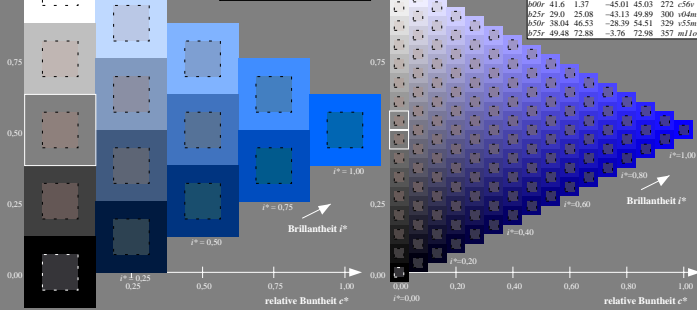 b00r 41.6 1.37 −45.01 45.03 272 c56v
b25r 29.0 25.08 −43.13 49.89 300 v04m
b50r 38.04 46.53 −28.39 54.51 329 v55m
b75r 49.48 72.88 −3.76 72.98 357 m11o
0,75
0,50
0,25
0,00
i* = 1,00
i* = 0,75
i* = 0,50
i* = 0,25
Brillantheit i*
0,25 0,50 0,75 1,00
relative Buntheit c*
0,75
0,50
0,25
0,00
i*=1,00
i*=0,80
i*=0,60
i*=0,40
i*=0,20
i*=0,00
Brillantheit i*
0,00 0,20 0,40 0,60 0,80 1,00
relative Buntheit c*